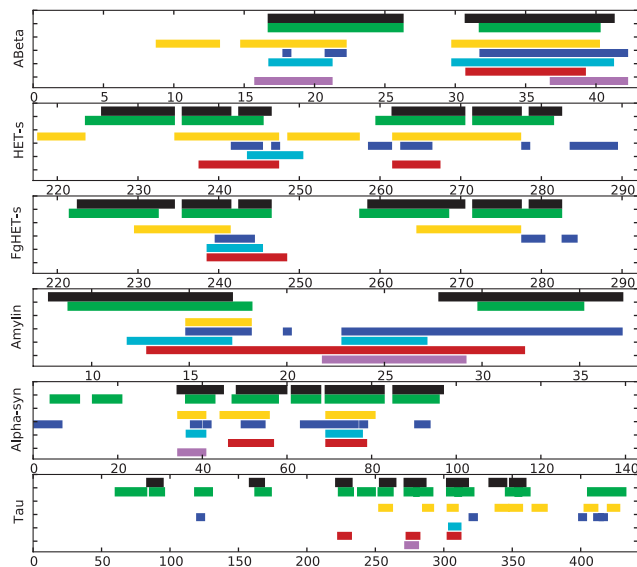 ABeta
0 5 10 15 20 25 30 35 40
HET-s
220 230 240 250 260 270 280 290
FgHET-s
220 230 240 250 260 270 280 290
Amylin
10 15 20 25 30 35
Alpha-syn
0 20 40 60 80 100 120 140
Tau
0 50 100 150 200 250 300 350 400